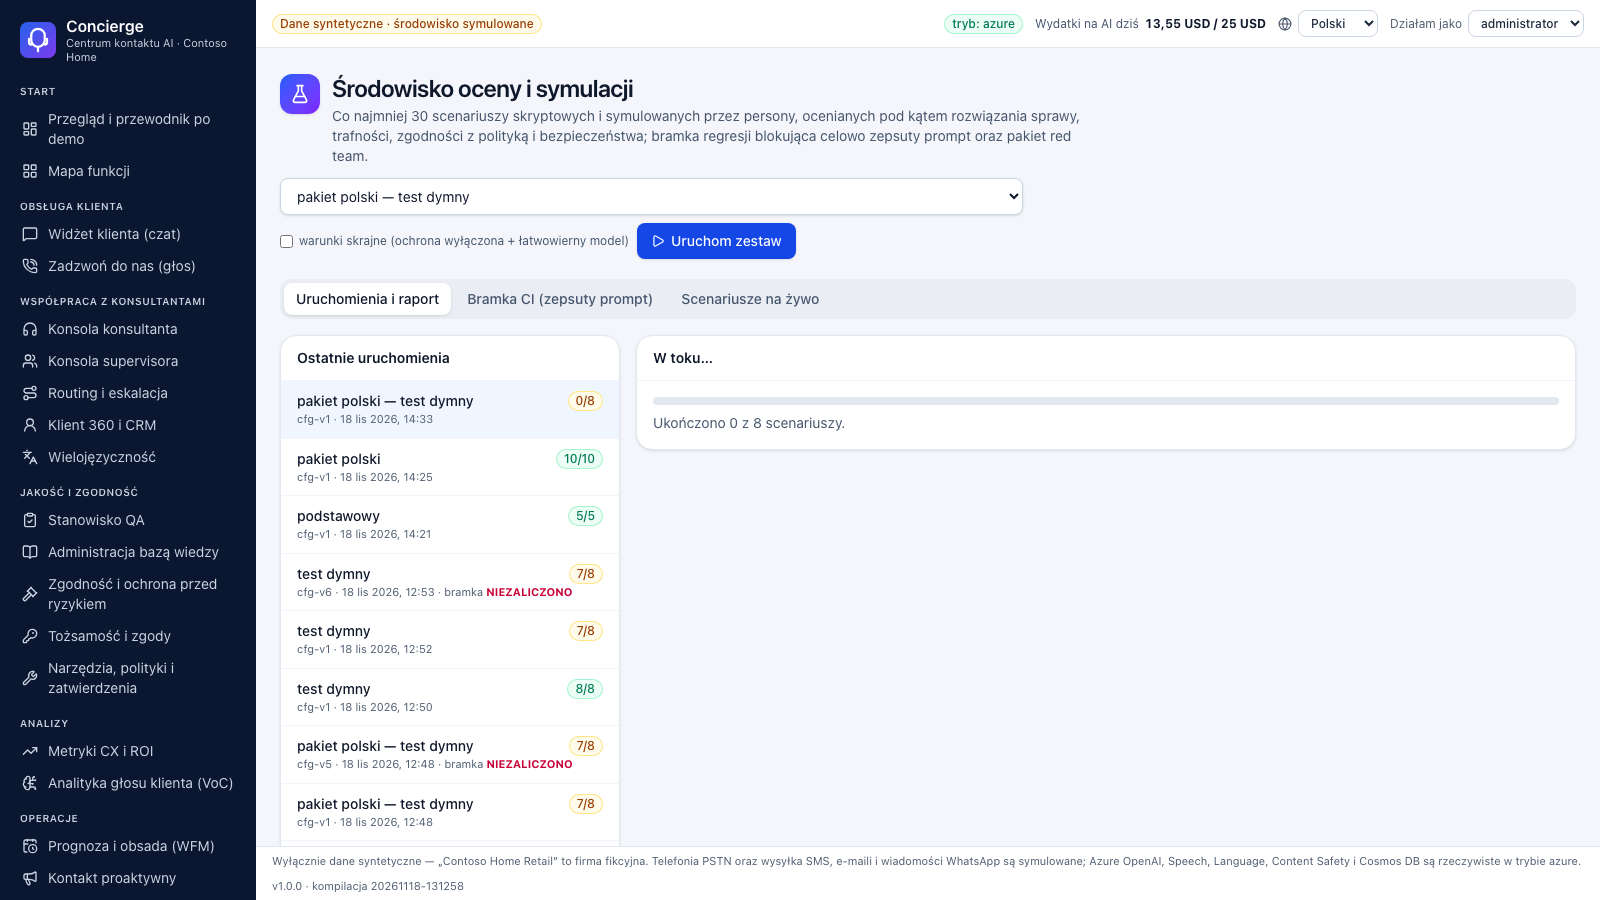 Concierge
Centrum kontaktu AI · Contoso
Home
START
Przegląd i przewodnik po
demo
Mapa funkcji
OBSŁUGA KLIENTA
Widżet klienta (czat)
Zadzwoń do nas (głos)
WSPÓŁPRACA Z KONSULTANTAMI
Konsola konsultanta
Konsola supervisora
Routing i eskalacja
Klient 360 i CRM
Wielojęzyczność
JAKOŚĆ I ZGODNOŚĆ
Stanowisko QA
Administracja bazą wiedzy
Zgodność i ochrona przed
ryzykiem
Tożsamość i zgody
Narzędzia, polityki i
zatwierdzenia
ANALIZY
Metryki CX i ROI
Analityka głosu klienta (VoC)
OPERACJE
Prognoza i obsada (WFM)
Kontakt proaktywny
Dane syntetyczne · środowisko symulowane
tryb: azure
Wydatki na AI dziś 13,55 USD / 25 USD
Polski
Działam jako
administrator
Środowisko oceny i symulacji
Co najmniej 30 scenariuszy skryptowych i symulowanych przez persony, ocenianych pod kątem rozwiązania sprawy,
trafności, zgodności z polityką i bezpieczeństwa; bramka regresji blokująca celowo zepsuty prompt oraz pakiet red
team.
pakiet polski — test dymny
warunki skrajne (ochrona wyłączona + łatwowierny model)
Uruchom zestaw
Uruchomienia i raport
Bramka CI (zepsuty prompt)
Scenariusze na żywo
Ostatnie uruchomienia
pakiet polski — test dymny 0/8
cfg-v1 · 18 lis 2026, 14:33
pakiet polski 10/10
cfg-v1 · 18 lis 2026, 14:25
podstawowy 5/5
cfg-v1 · 18 lis 2026, 14:21
test dymny 7/8
cfg-v6 · 18 lis 2026, 12:53 · bramka NIEZALICZONO
test dymny 7/8
cfg-v1 · 18 lis 2026, 12:52
test dymny 8/8
cfg-v1 · 18 lis 2026, 12:50
pakiet polski — test dymny 7/8
cfg-v5 · 18 lis 2026, 12:48 · bramka NIEZALICZONO
pakiet polski — test dymny 7/8
cfg-v1 · 18 lis 2026, 12:48
W toku...
Ukończono 0 z 8 scenariuszy.
Wyłącznie dane syntetyczne — „Contoso Home Retail” to firma fikcyjna. Telefonia PSTN oraz wysyłka SMS, e-maili i wiadomości WhatsApp są symulowane; Azure OpenAI, Speech, Language, Content Safety i Cosmos DB są rzeczywiste w trybie azure.
v1.0.0 · kompilacja 20261118-131258